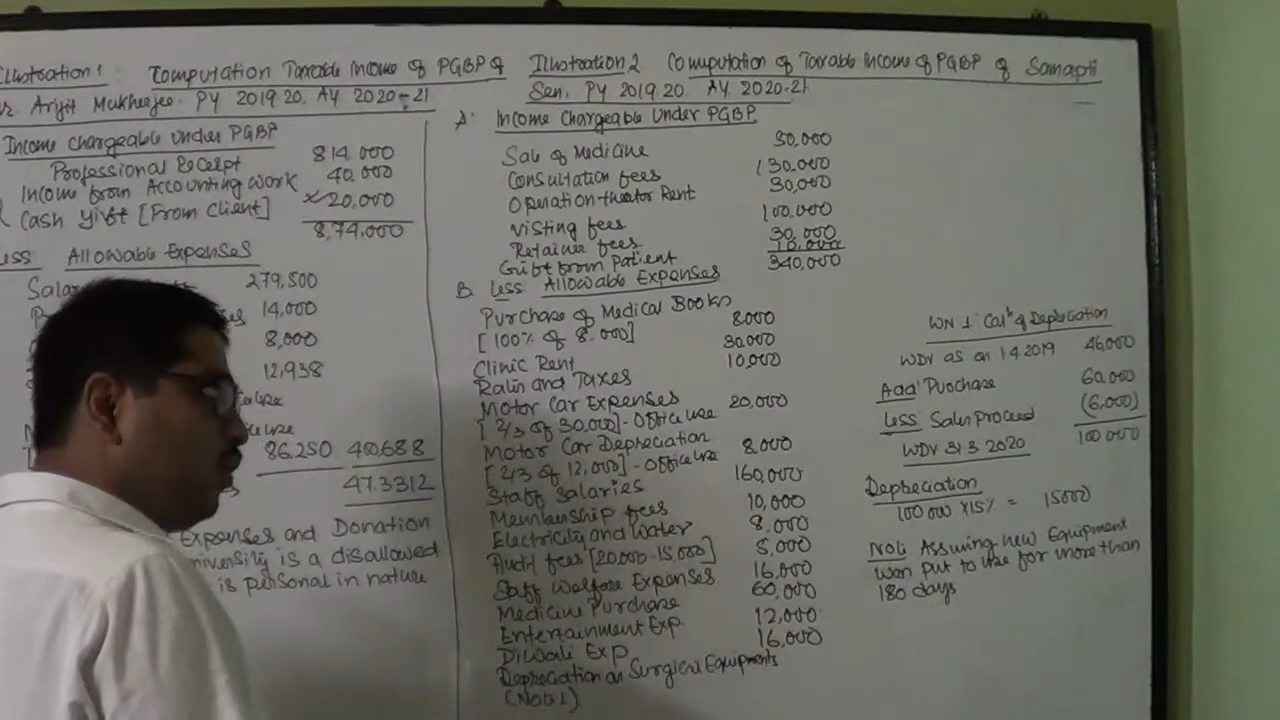 Illustration 1 Computation Taxable Income of PGBP of
Arijit Mukherjee. PY 2019.20. AY 2020-21
Income Chargeable Under PGBP
Professional Receipt 814,000
Income from Accounting Work 40,000
Cash Gift [From Client] 20,000
8,74,000
Less Allowable Expenses
279,500
14,000
8,000
12,938
86,250 400,688
47,3312
Expenses and Donation
is a disallowed
is personal in nature
Illustration 2 Computation of Taxable Income of PGBP of Samapti
Sen. PY 2019.20. AY. 2020-21.
A: Income Chargeable Under PGBP
Sale of Medicine 50,000
Consultation fees 130,000
Operation theator Rent 30,000
Visting fees 100,000
Retainer fees 30,000
Gift from Patient 10,000
340,000
B. Less Allowable Expenses
Purchase of Medical Books
[100% of 8,000] 8000
Clinic Rent 30,000
Rates and Taxes 10,000
Motor Car Expenses
[2/3 of 30,000] - Office use 20,000
Motor Car Depreciation
[2/3 of 12,000] - Office use 8,000
Staff Salaries 160,000
Membership fees 10,000
Electricity and Water 8,000
Audit fees [20,000-15,000] 5,000
Staff Welfare Expenses 16,000
Medicine Purchase 60,000
Entertainment Exp 12,000
Diwali Exp 16,000
Depreciation on Surgical Equipments
(Note 1)
WN 1: Calⁿ of Depreciation
WDV as on 1 4 2019 46,000
Add: Purchase 60,000
Less Sales Proceed (6,000)
WDV 31 3 2020 100 000
Depreciation
100 000 X 15% = 15000
Note: Assuming new Equipment
put to use for more than
180 days